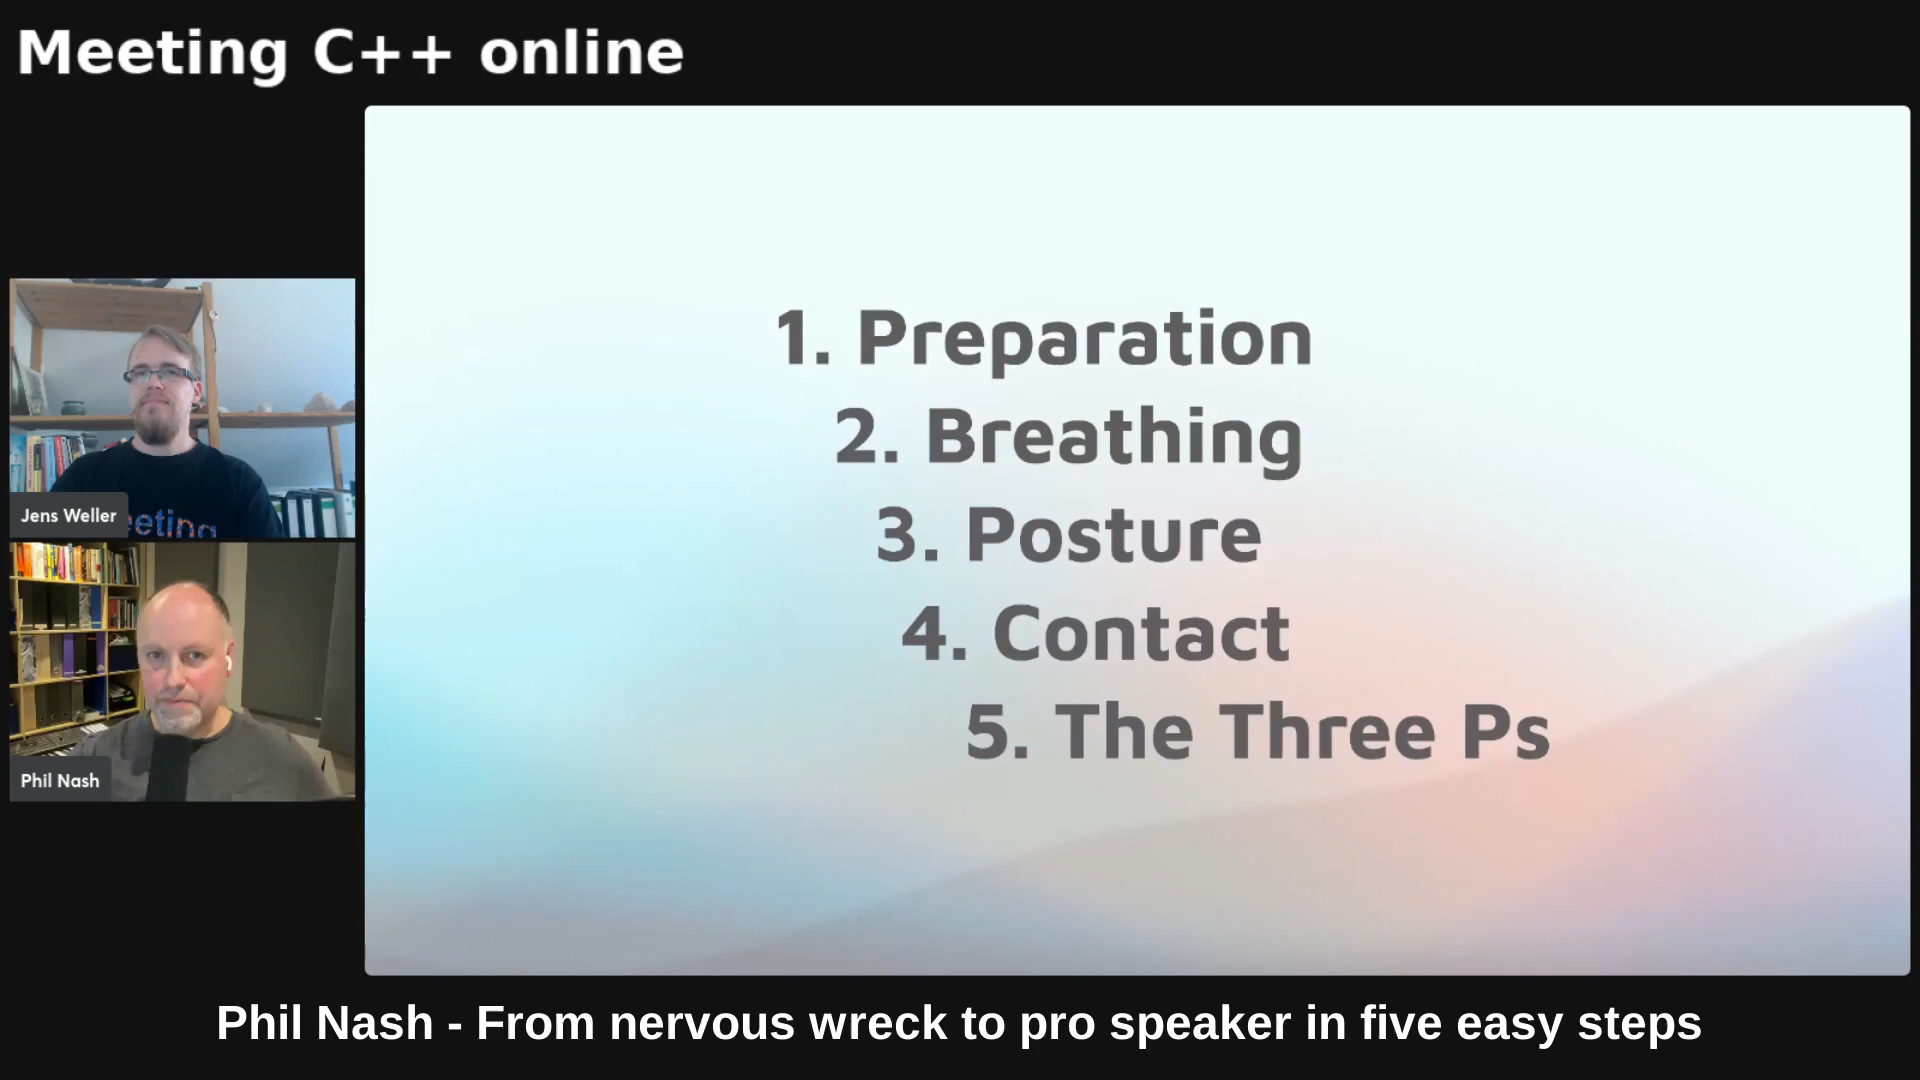 Meeting C++ online
1. Preparation
2. Breathing
3. Posture
4. Contact
5. The Three Ps
eeting
Jens Weller
Phil Nash
Phil Nash - From nervous wreck to pro speaker in five easy steps